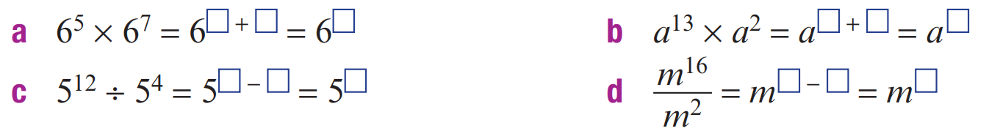 a 6⁵ × 6⁷ = 6^{□ + □} = 6^□
b a¹³ × a² = a^{□ + □} = a^□
c 5¹² ÷ 5⁴ = 5^{□ − □} = 5^□
d m¹⁶/m² = m^{□ − □} = m^□